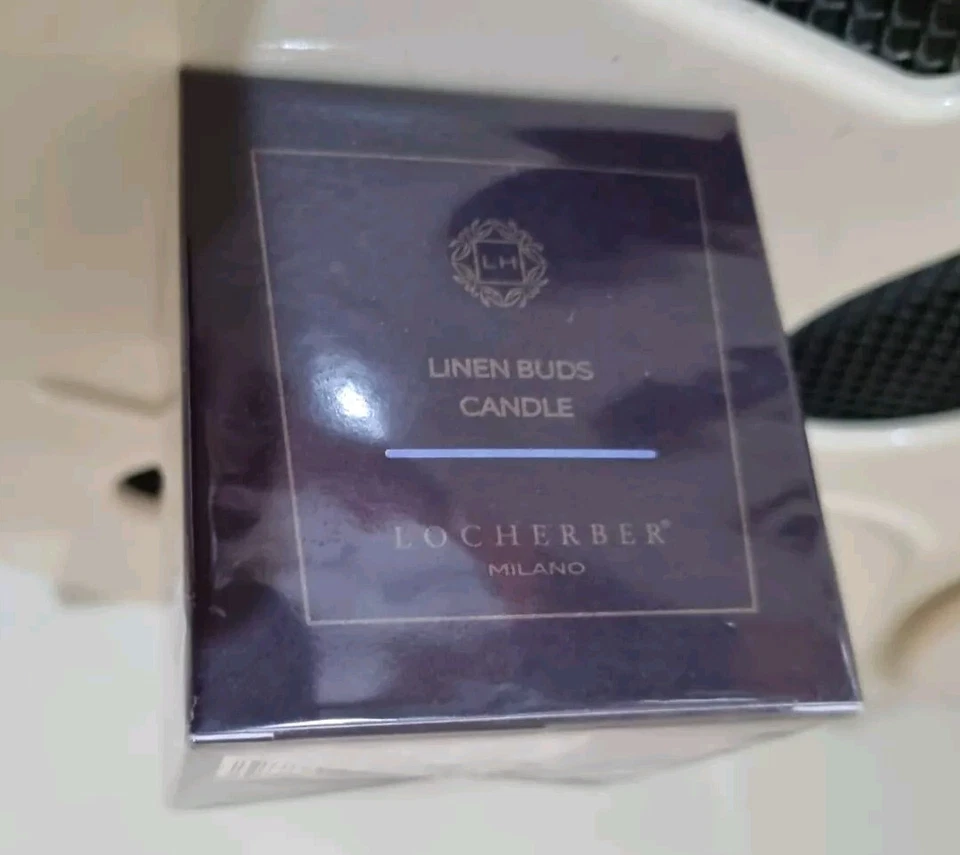 LH
LINEN BUDS
CANDLE
LOCHERBER®
MILANO